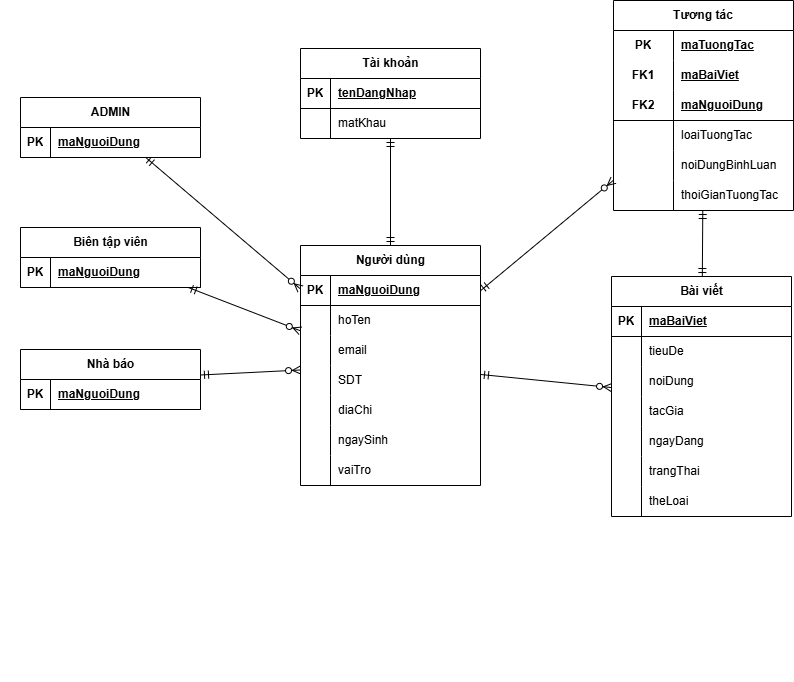 Tương tác
PK maTuongTac
FK1 maBaiViet
FK2 maNguoiDung
loaiTuongTac
noiDungBinhLuan
thoiGianTuongTac
Tài khoản
PK tenDangNhap
matKhau
ADMIN
PK maNguoiDung
Biên tập viên
PK maNguoiDung
Nhà báo
PK maNguoiDung
Người dùng
PK maNguoiDung
hoTen
email
SDT
diaChi
ngaySinh
vaiTro
Bài viết
PK maBaiViet
tieuDe
noiDung
tacGia
ngayDang
trangThai
theLoai